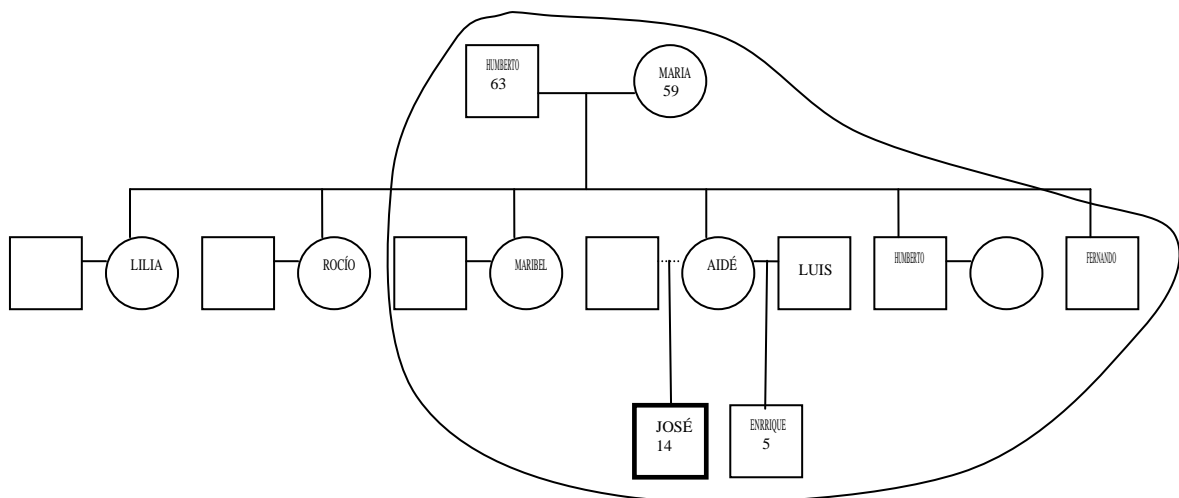 HUMBERTO
63
MARIA
59
LILIA
ROCÍO
MARIBEL
AIDÉ
LUIS
HUMBERTO
FERNANDO
JOSÉ
14
ENRRIQUE
5